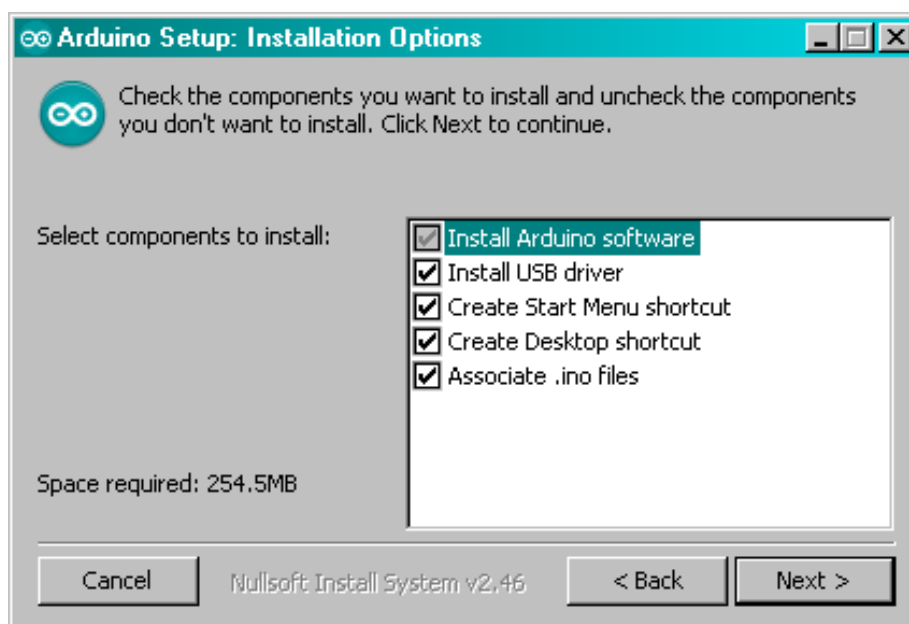 Arduino Setup: Installation Options
Check the components you want to install and uncheck the components
you don't want to install. Click Next to continue.
Select components to install:
Install Arduino software
Install USB driver
Create Start Menu shortcut
Create Desktop shortcut
Associate .ino files
Space required: 254.5MB
Cancel
Nullsoft Install System v2.46
< Back
Next >